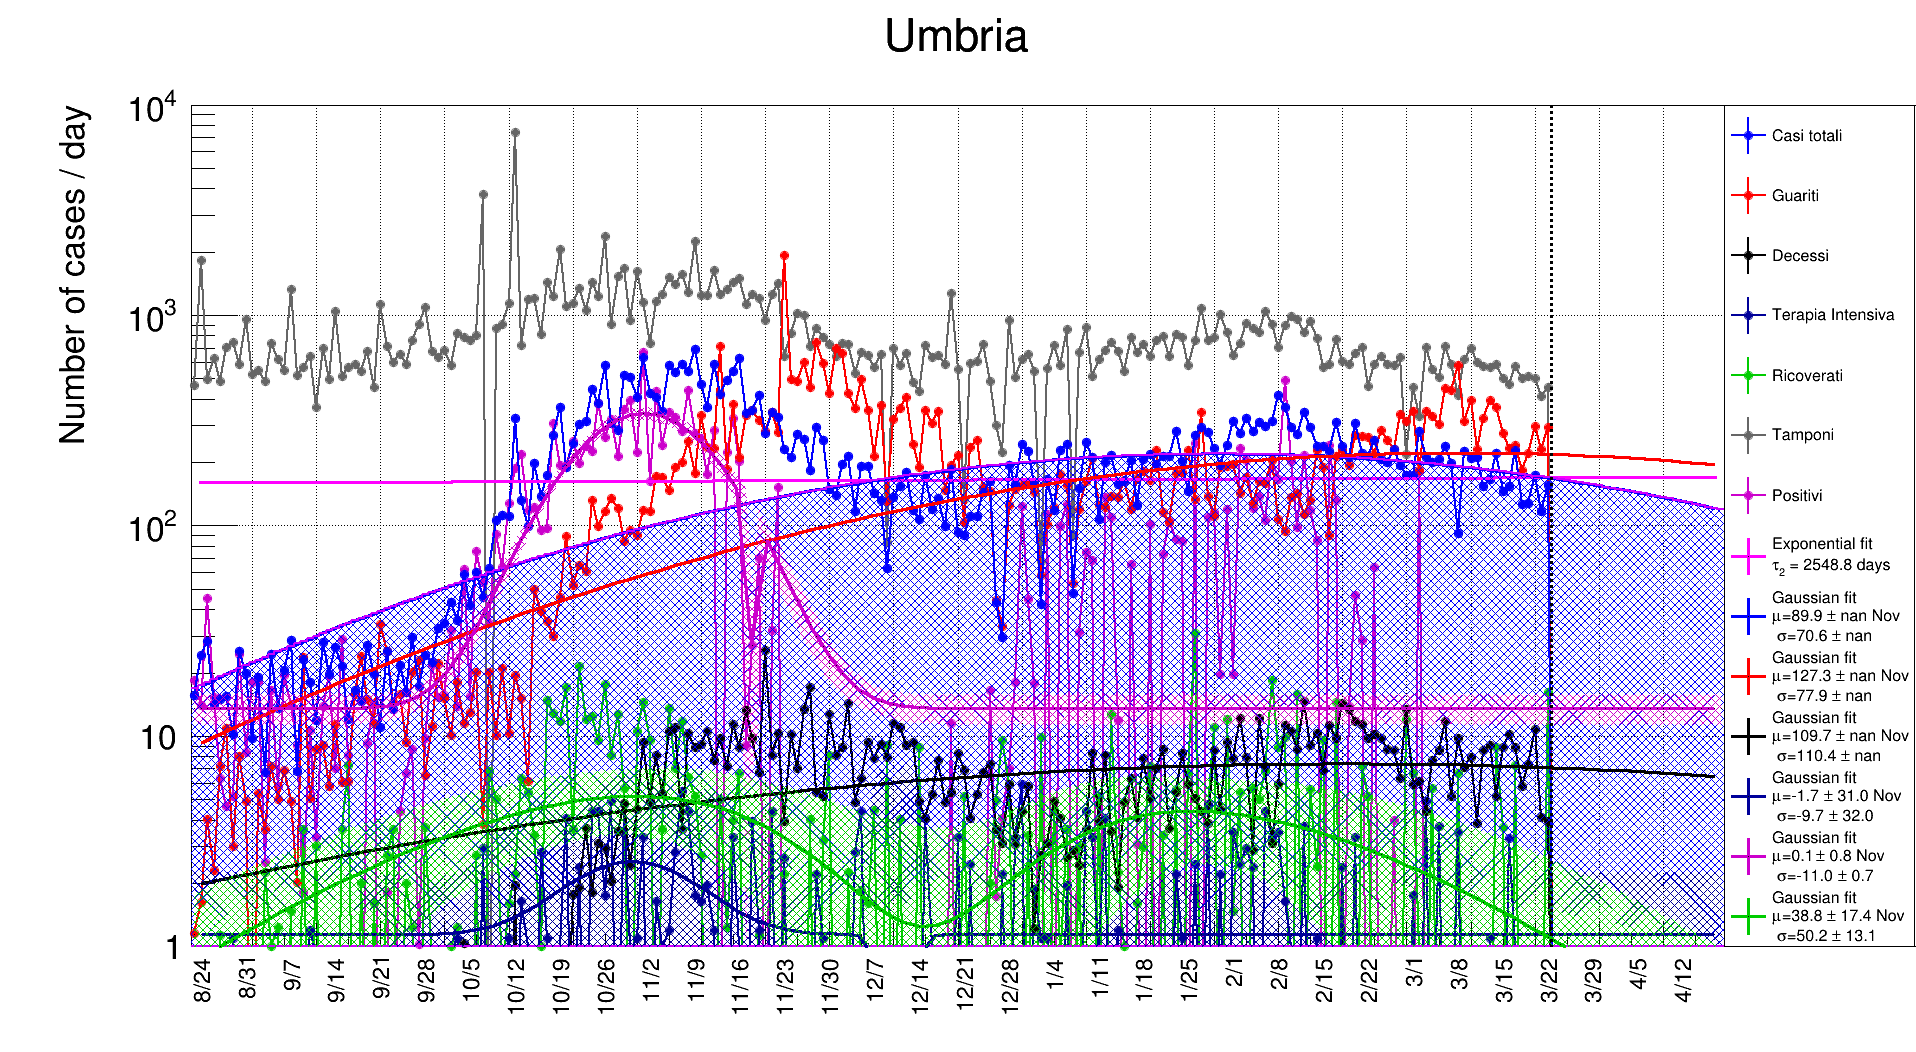 Umbria
Number of cases / day
10^4
10^3
10^2
10
1
8/24 8/31 9/7 9/14 9/21 9/28 10/5 10/12 10/19 10/26 11/2 11/9 11/16 11/23 11/30 12/7 12/14 12/21 12/28 1/4 1/11 1/18 1/25 2/1 2/8 2/15 2/22 3/1 3/8 3/15 3/22 3/29 4/5 4/12
Casi totali
Guariti
Decessi
Terapia Intensiva
Ricoverati
Tamponi
Positivi
Exponential fit
τ₂ = 2548.8 days
Gaussian fit
μ=89.9 ± nan Nov
σ=70.6 ± nan
Gaussian fit
μ=127.3 ± nan Nov
σ=77.9 ± nan
Gaussian fit
μ=109.7 ± nan Nov
σ=110.4 ± nan
Gaussian fit
μ=-1.7 ± 31.0 Nov
σ=-9.7 ± 32.0
Gaussian fit
μ=0.1 ± 0.8 Nov
σ=-11.0 ± 0.7
Gaussian fit
μ=38.8 ± 17.4 Nov
σ=50.2 ± 13.1